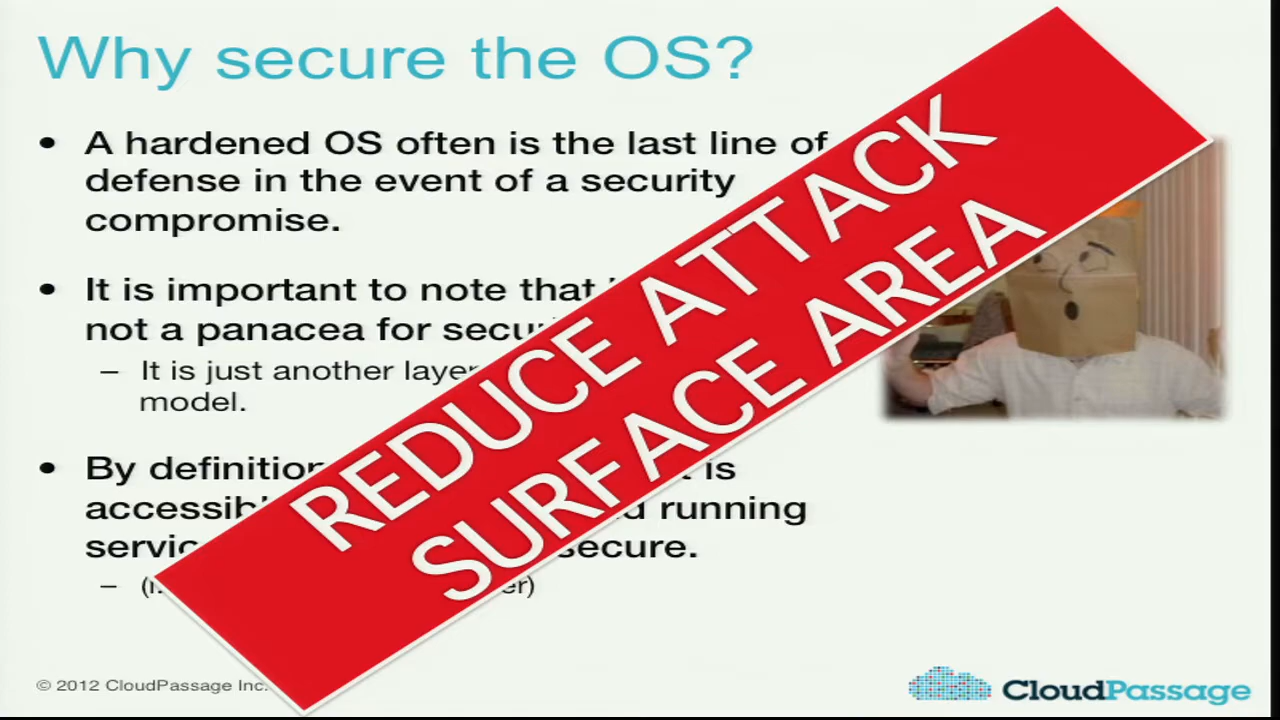 Why secure the OS?
• A hardened OS often is the last line of
defense in the event of a security
compromise.
• It is important to note that
not a panacea for
– It is just another layer
model.
• By
is
running
secure.
–
REDUCE ATTACK
SURFACE AREA
© 2012 CloudPassage Inc.
CloudPassage